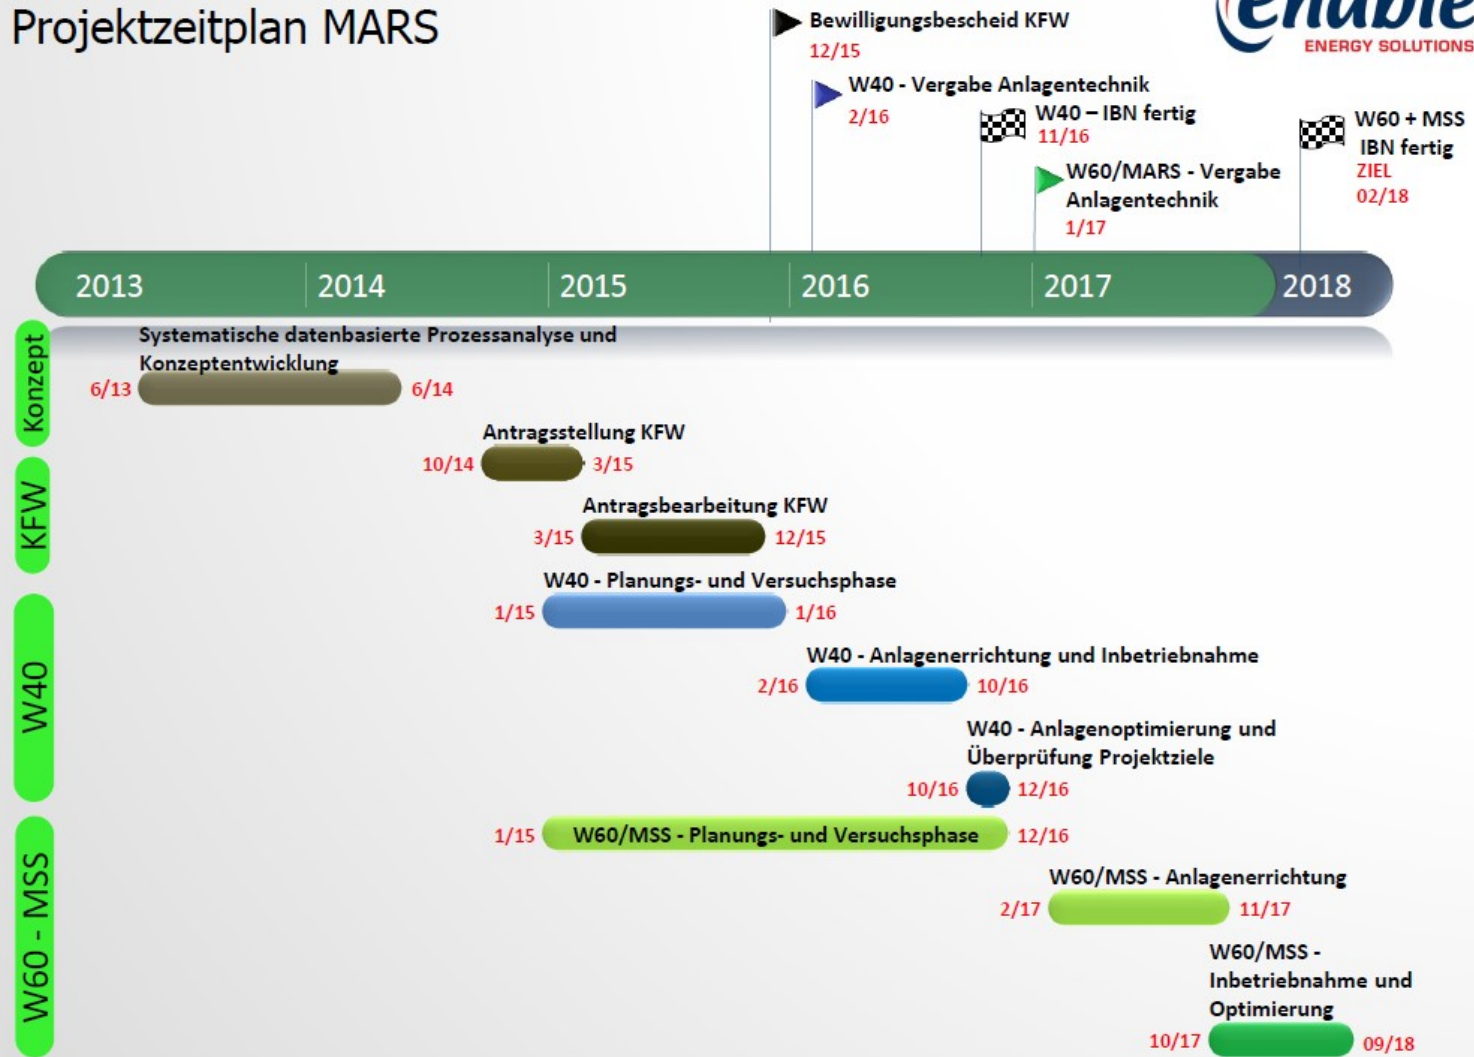 Projektzeitplan MARS
enable
ENERGY SOLUTIONS
Bewilligungsbescheid KFW
12/15
W40 - Vergabe Anlagentechnik
2/16
W40 – IBN fertig
11/16
W60/MARS - Vergabe
Anlagentechnik
1/17
W60 + MSS
IBN fertig
ZIEL
02/18
2013 2014 2015 2016 2017 2018
Konzept
Systematische datenbasierte Prozessanalyse und
Konzeptentwicklung
6/13 6/14
KFW
Antragsstellung KFW
10/14 3/15
Antragsbearbeitung KFW
3/15 12/15
W40
W40 - Planungs- und Versuchsphase
1/15 1/16
W40 - Anlagenerrichtung und Inbetriebnahme
2/16 10/16
W40 - Anlagenoptimierung und
Überprüfung Projektziele
10/16 12/16
W60 - MSS
1/15 W60/MSS - Planungs- und Versuchsphase 12/16
W60/MSS - Anlagenerrichtung
2/17 11/17
W60/MSS -
Inbetriebnahme und
Optimierung
10/17 09/18